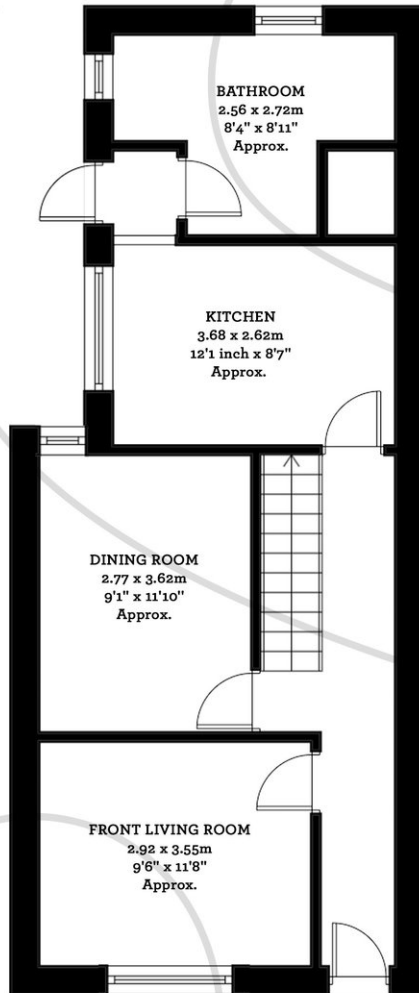 BATHROOM
2.56 x 2.72m
8'4" x 8'11"
Approx.
KITCHEN
3.68 x 2.62m
12'1 inch x 8'7"
Approx.
DINING ROOM
2.77 x 3.62m
9'1" x 11'10"
Approx.
FRONT LIVING ROOM
2.92 x 3.55m
9'6" x 11'8"
Approx.